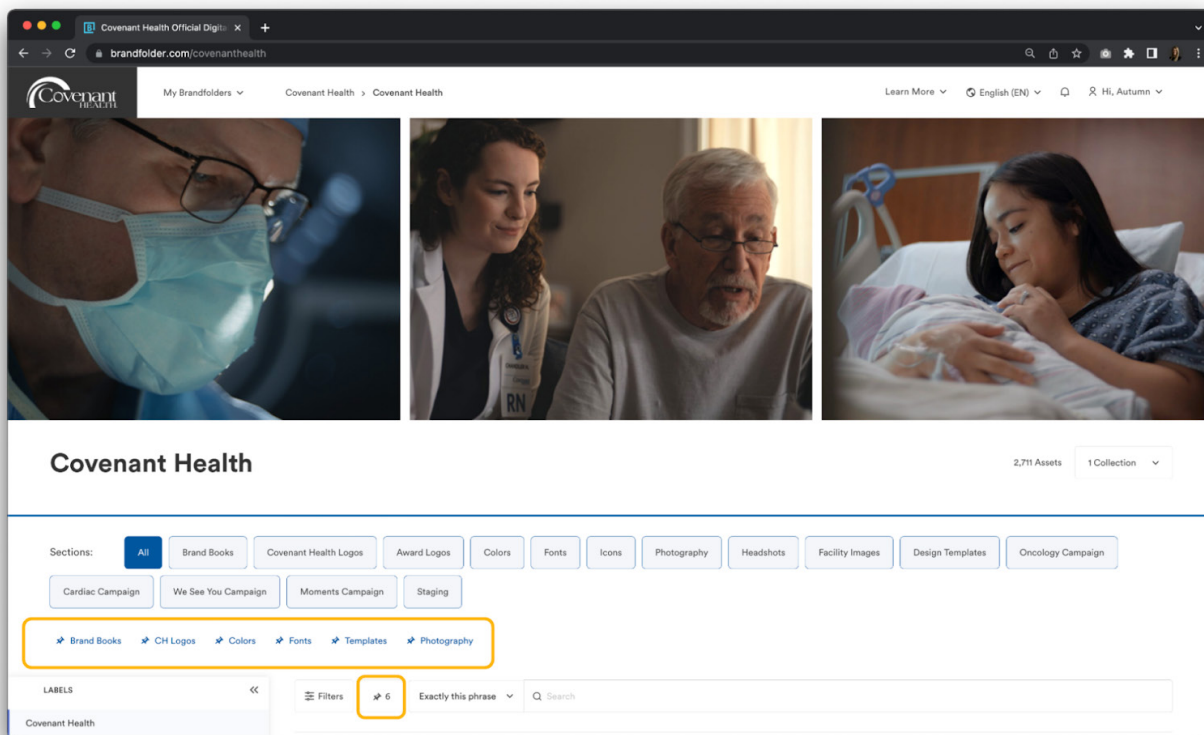 Covenant Health Official Digita
brandfolder.com/covenanthealth
Covenant
HEALTH
My Brandfolders
Covenant Health > Covenant Health
Learn More
English (EN)
Hi, Autumn
RN
Covenant Health
2,711 Assets
1 Collection
Sections:
All
Brand Books
Covenant Health Logos
Award Logos
Colors
Fonts
Icons
Photography
Headshots
Facility Images
Design Templates
Oncology Campaign
Cardiac Campaign
We See You Campaign
Moments Campaign
Staging
Brand Books
CH Logos
Colors
Fonts
Templates
Photography
LABELS
Filters
6
Exactly this phrase
Search
Covenant Health